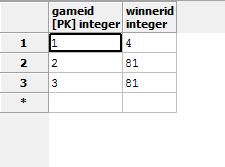 gameid winnerid
[PK] integer integer
1 1 4
2 2 81
3 3 81
*